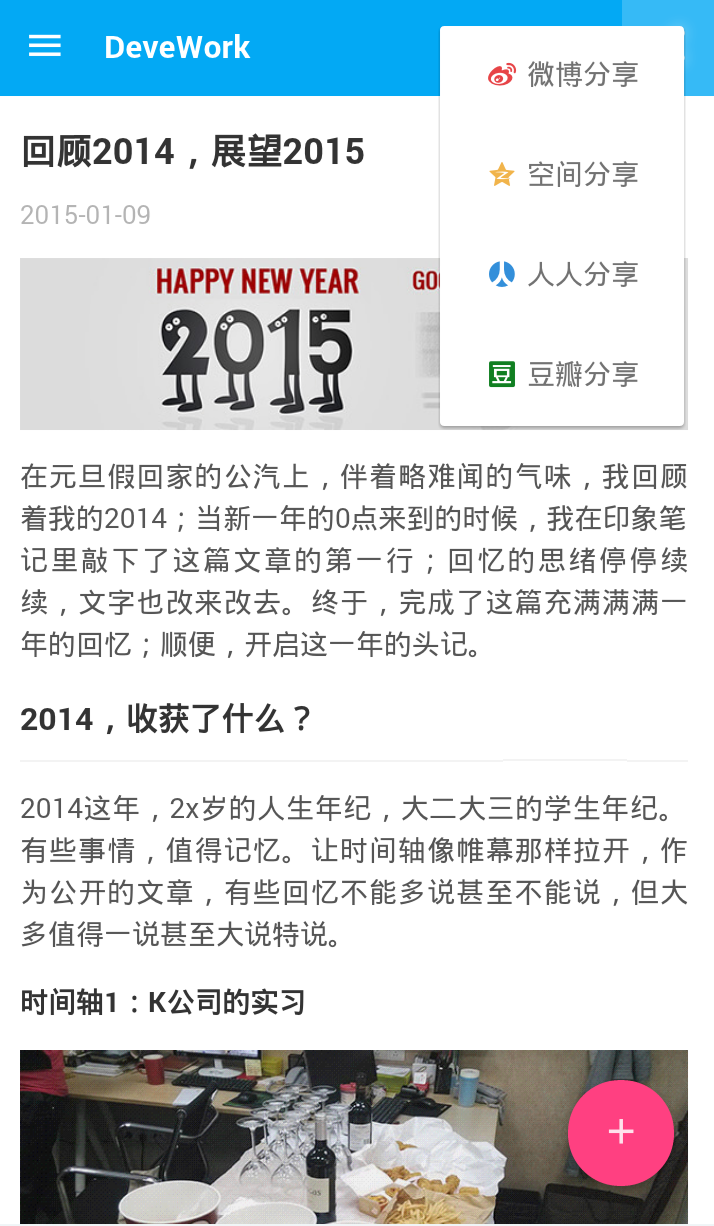 DeveWork
微博分享
空间分享
人人分享
豆瓣分享
回顾2014，展望2015
2015-01-09
HAPPY NEW YEAR
2015
在元旦假回家的公汽上，伴着略难闻的气味，我回顾
着我的2014；当新一年的0点来到的时候，我在印象笔
记里敲下了这篇文章的第一行；回忆的思绪停停续
续，文字也改来改去。终于，完成了这篇充满满满一
年的回忆；顺便，开启这一年的头记。
2014，收获了什么？
2014这年，2x岁的人生年纪，大二大三的学生年纪。
有些事情，值得记忆。让时间轴像帷幕那样拉开，作
为公开的文章，有些回忆不能多说甚至不能说，但大
多值得一说甚至大说特说。
时间轴1：K公司的实习